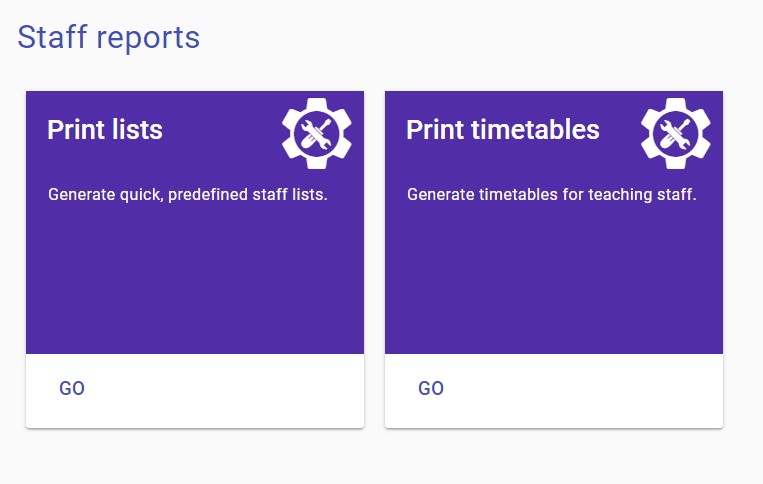 Staff reports
Print lists
Generate quick, predefined staff lists.
GO
Print timetables
Generate timetables for teaching staff.
GO